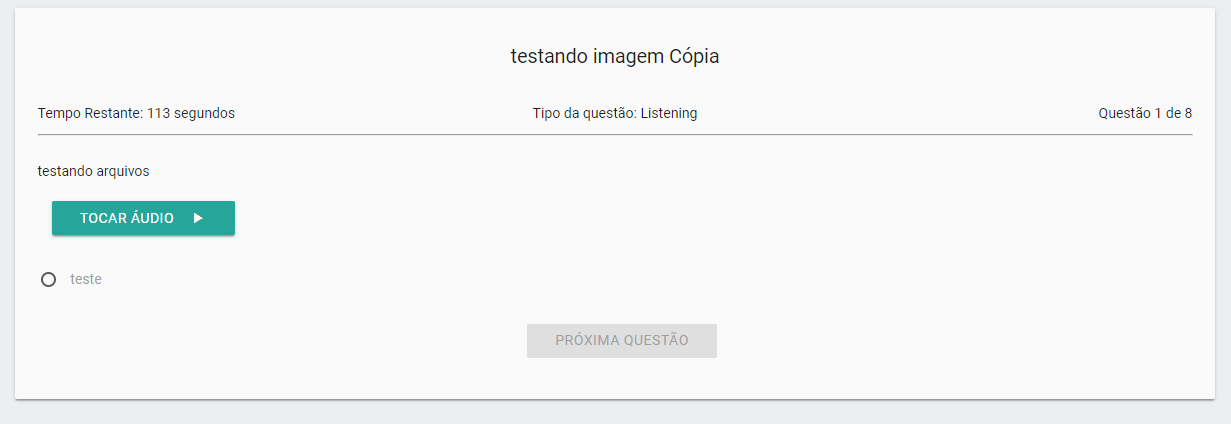 testando imagem Cópia
Tempo Restante: 113 segundos
Tipo da questão: Listening
Questão 1 de 8
testando arquivos
TOCAR ÁUDIO
teste
PRÓXIMA QUESTÃO